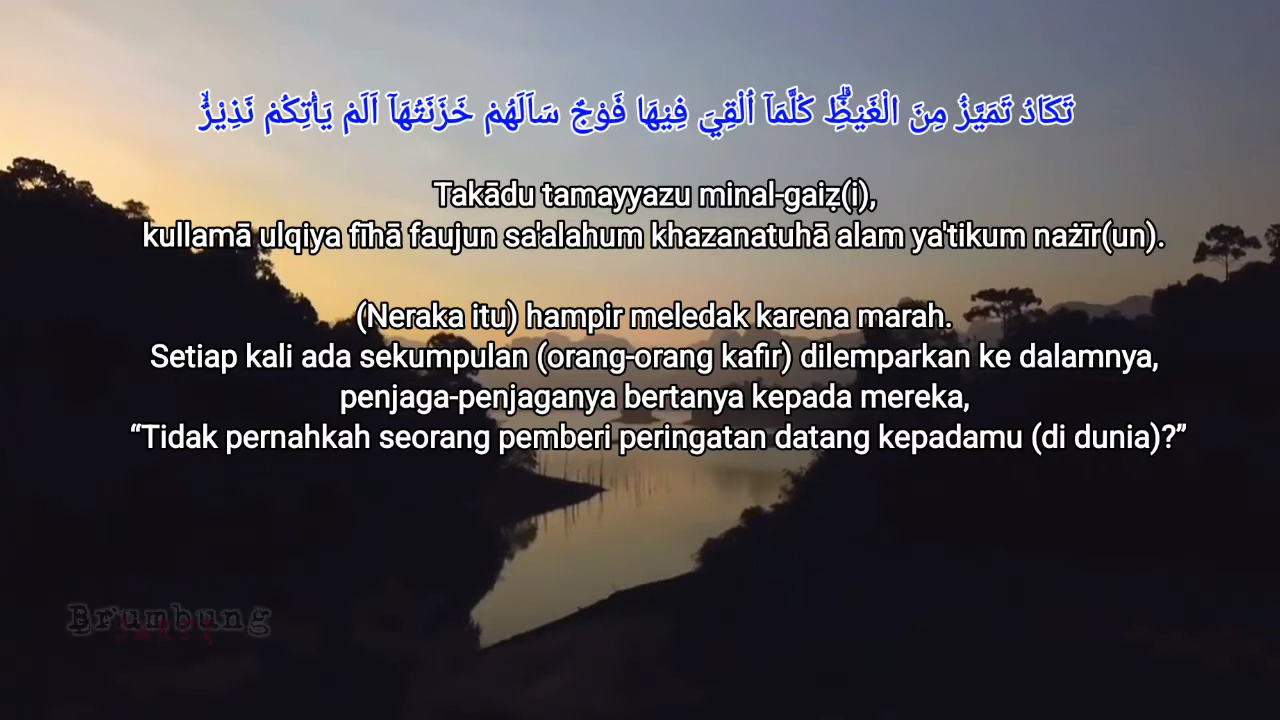 تَكَادُ تَمَيَّزُ مِنَ الْغَيْظِۗ كُلَّمَآ اُلْقِيَ فِيْهَا فَوْجٌ سَاَلَهُمْ خَزَنَتُهَآ اَلَمْ يَأْتِكُمْ نَذِيْرٌۙ
Takādu tamayyazu minal-gaiẓ(i),
kullamā ulqiya fīhā faujun sa'alahum khazanatuhā alam ya'tikum nażīr(un).
(Neraka itu) hampir meledak karena marah.
Setiap kali ada sekumpulan (orang-orang kafir) dilemparkan ke dalamnya,
penjaga-penjaganya bertanya kepada mereka,
“Tidak pernahkah seorang pemberi peringatan datang kepadamu (di dunia)?”
Brumbung